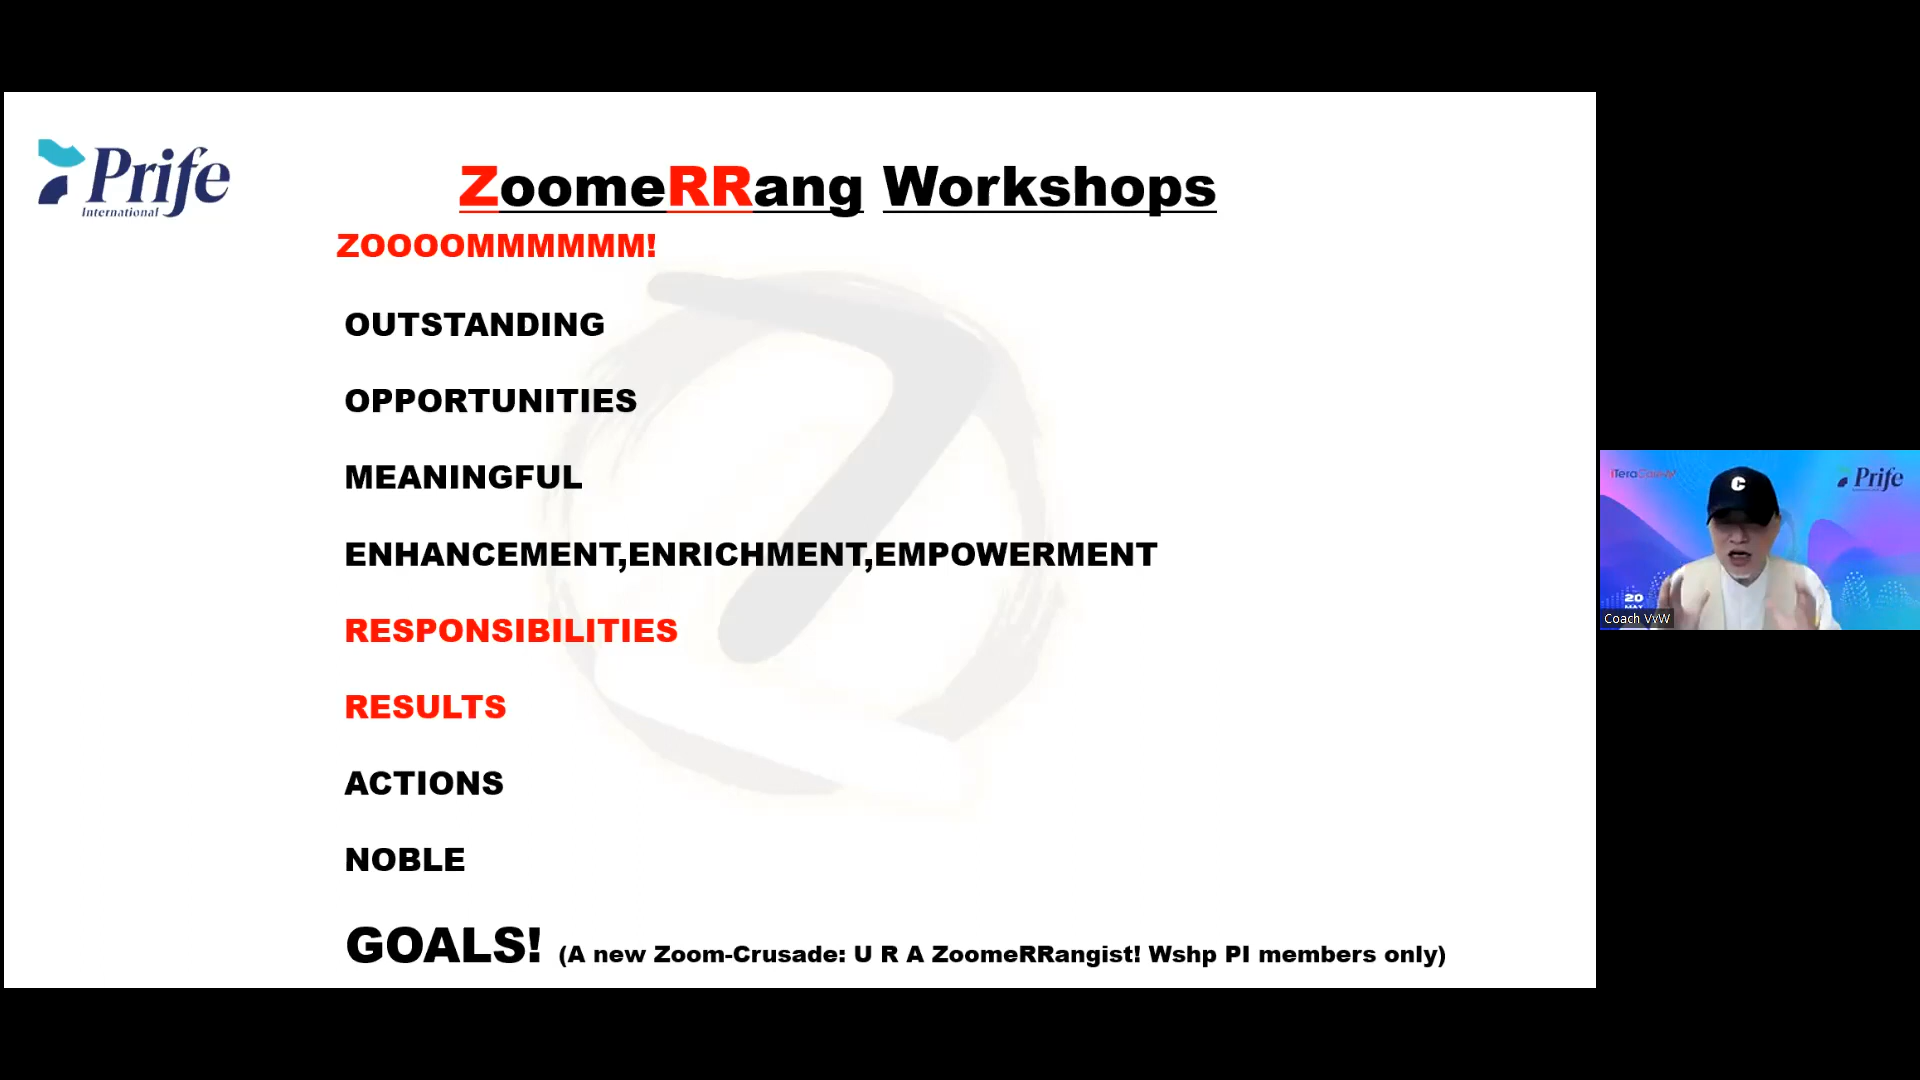 Prife
International
ZoomeRRang Workshops
ZOOOOMMMMMM!
OUTSTANDING
OPPORTUNITIES
MEANINGFUL
ENHANCEMENT,ENRICHMENT,EMPOWERMENT
RESPONSIBILITIES
RESULTS
ACTIONS
NOBLE
GOALS! (A new Zoom-Crusade: U R A ZoomeRRangist! Wshp PI members only)
Prife
C
20
Coach VvW